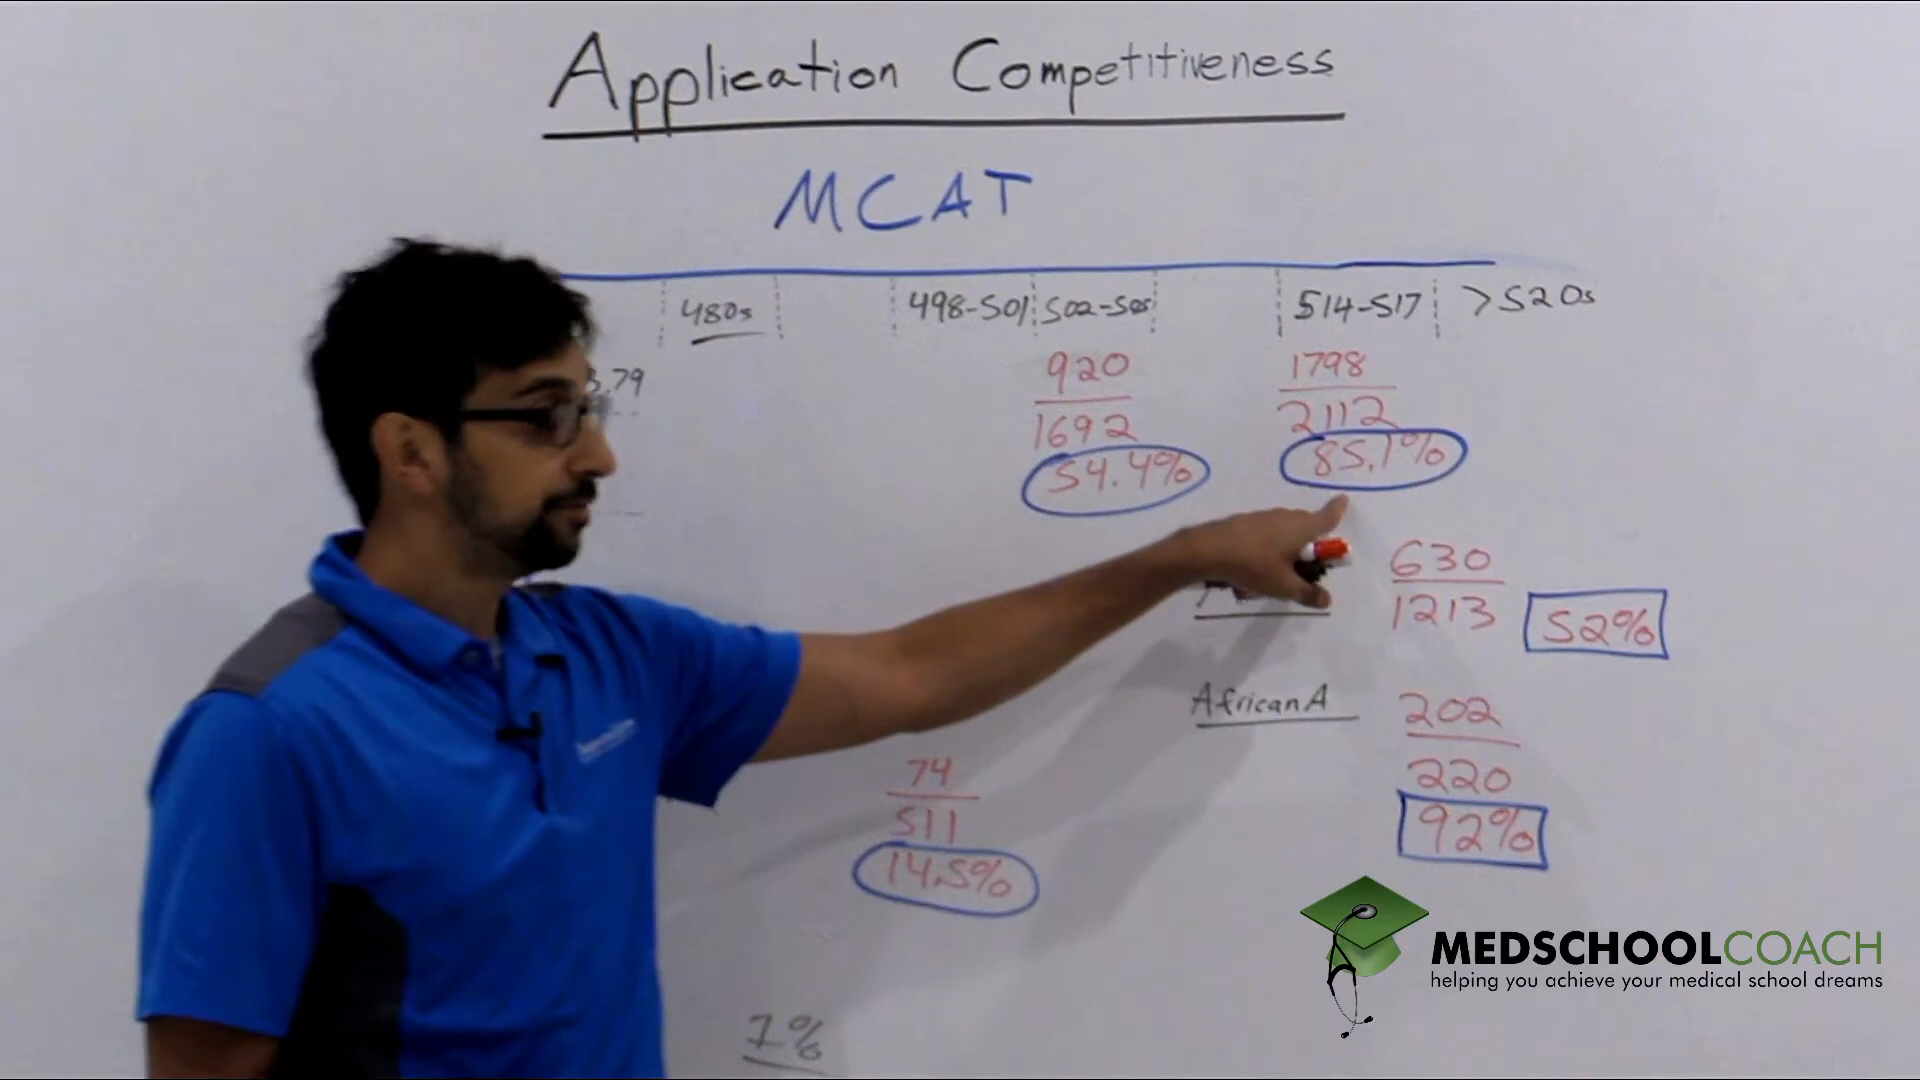 Application Competitiveness
MCAT
480s 498-501 502-505 514-517 >520s
3.79
920
1692
54.4%
1798
2112
85.1%
630
1213
52%
African A
202
220
92%
74
511
14.5%
1%
MEDSCHOOLCOACH
helping you achieve your medical school dreams